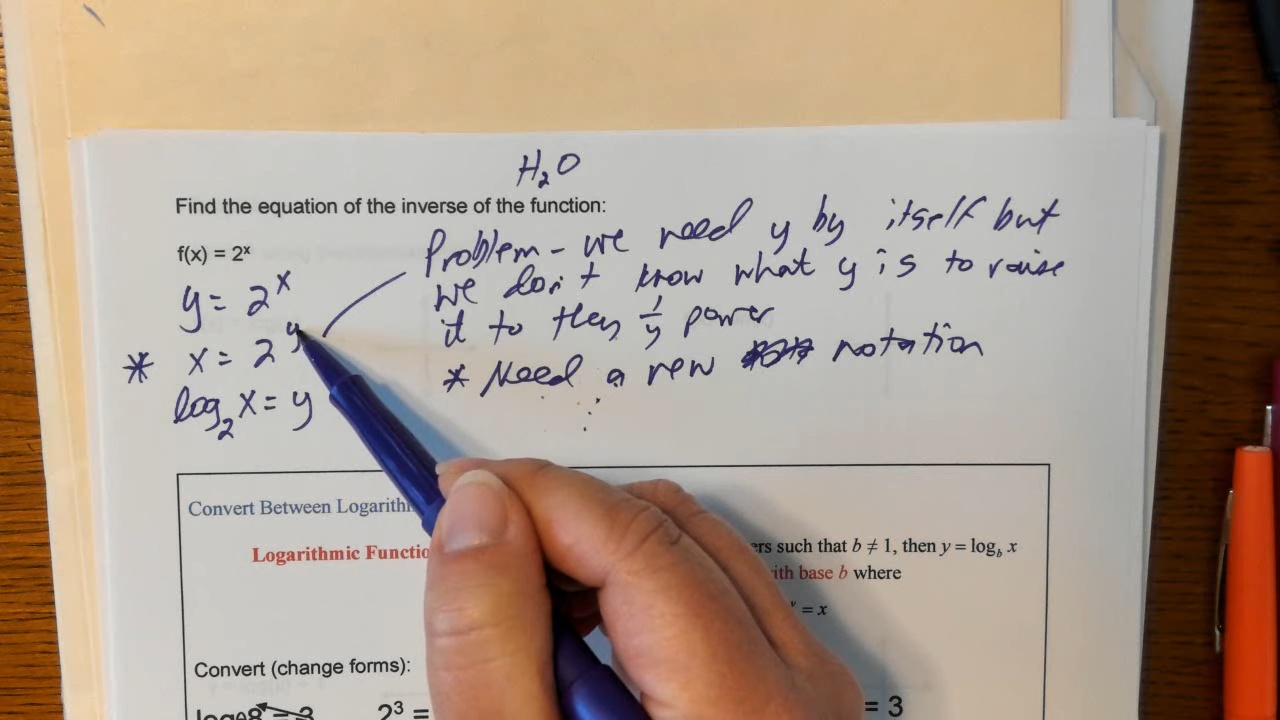 H₂O
Find the equation of the inverse of the function:
f(x) = 2ˣ
y = 2ˣ
* x = 2ʸ
log₂ x = y
Problem - we need y by itself but
we don't know what y is to raise
it to the 1/y power
* Need a new notation
Convert Between Logarith
Logarithmic Functio
ers such that b ≠ 1, then y = log_b x
ith base b where
ʸ = x
Convert (change forms):
2³ =
= 3